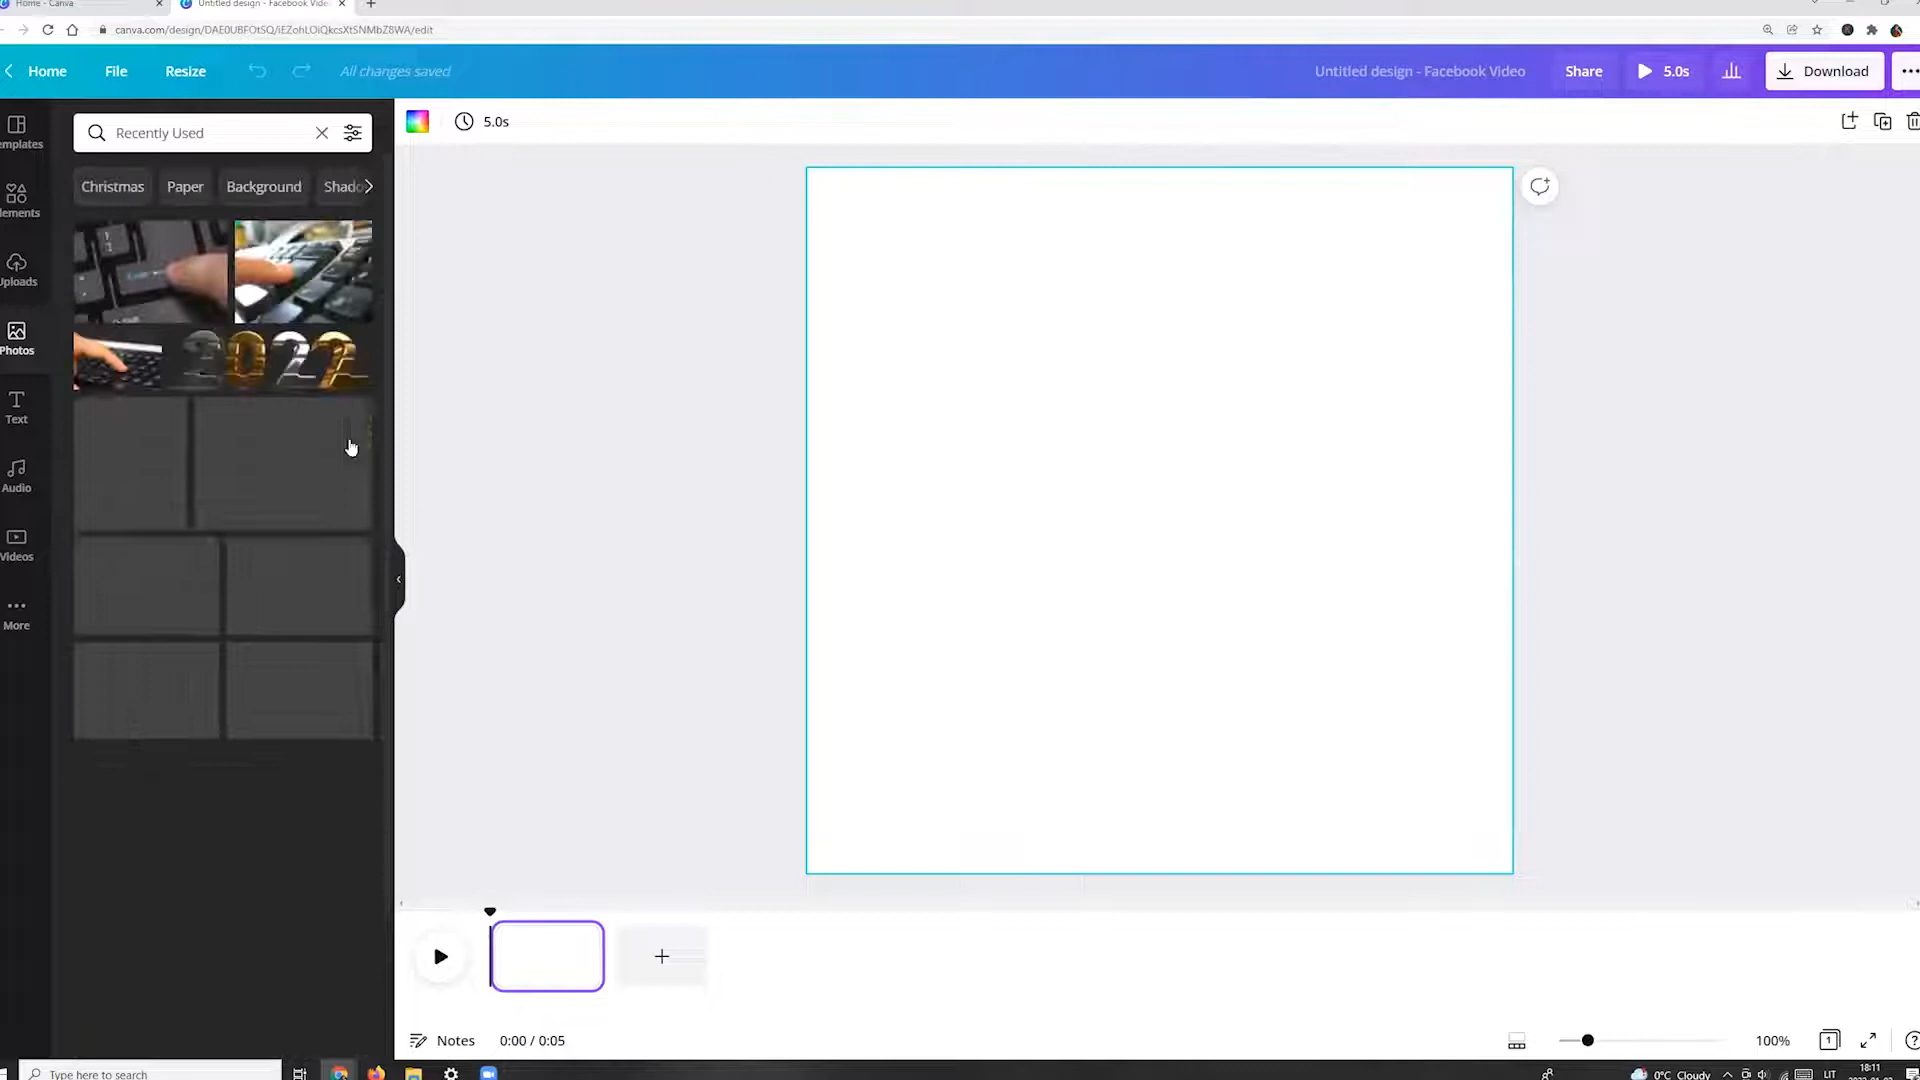 Home - Canva
Untitled design - Facebook Vide
canva.com/design/DAE0UBFOtSQ/iEZohLOiQkcsXtSNMbZ8WA/edit
Home
File
Resize
All changes saved
Untitled design - Facebook Video
Share
5.0s
Download
emplates
Recently Used
5.0s
Christmas
Paper
Background
Shado
lements
Uploads
Photos
2022
Text
Audio
Videos
More
Notes
0:00 / 0:05
100%
1
Type here to search
0°C Cloudy
LIT
18:11